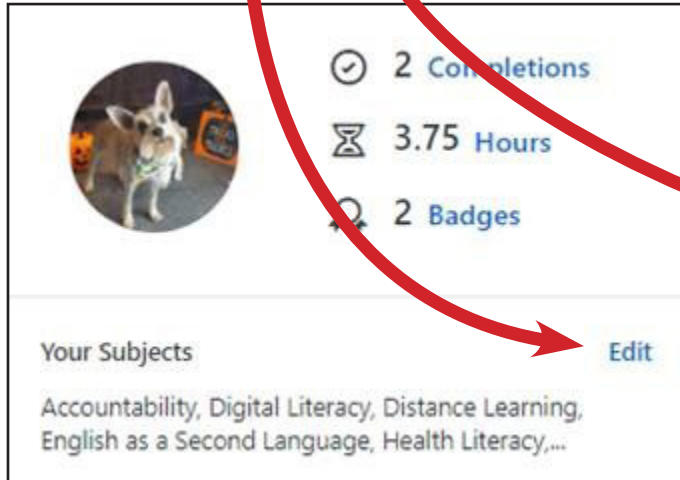 2 Completions
3.75 Hours
2 Badges
Your Subjects Edit
Accountability, Digital Literacy, Distance Learning,
English as a Second Language, Health Literacy,...